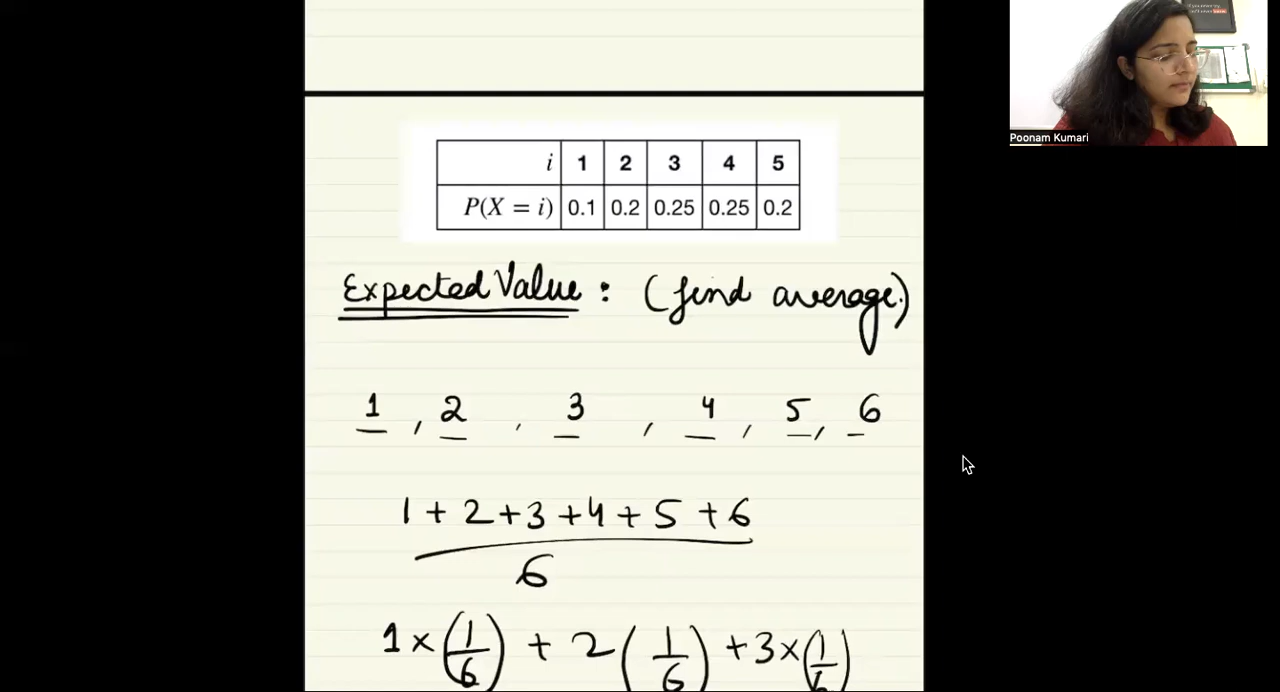 Poonam Kumari
i 1 2 3 4 5
P(X = i) 0.1 0.2 0.25 0.25 0.2
Expected Value : (find average.)
1 , 2 , 3 , 4 , 5 , 6
1 + 2 + 3 + 4 + 5 + 6
6
1 × (1/6) + 2 (1/6) + 3 × (1/6)